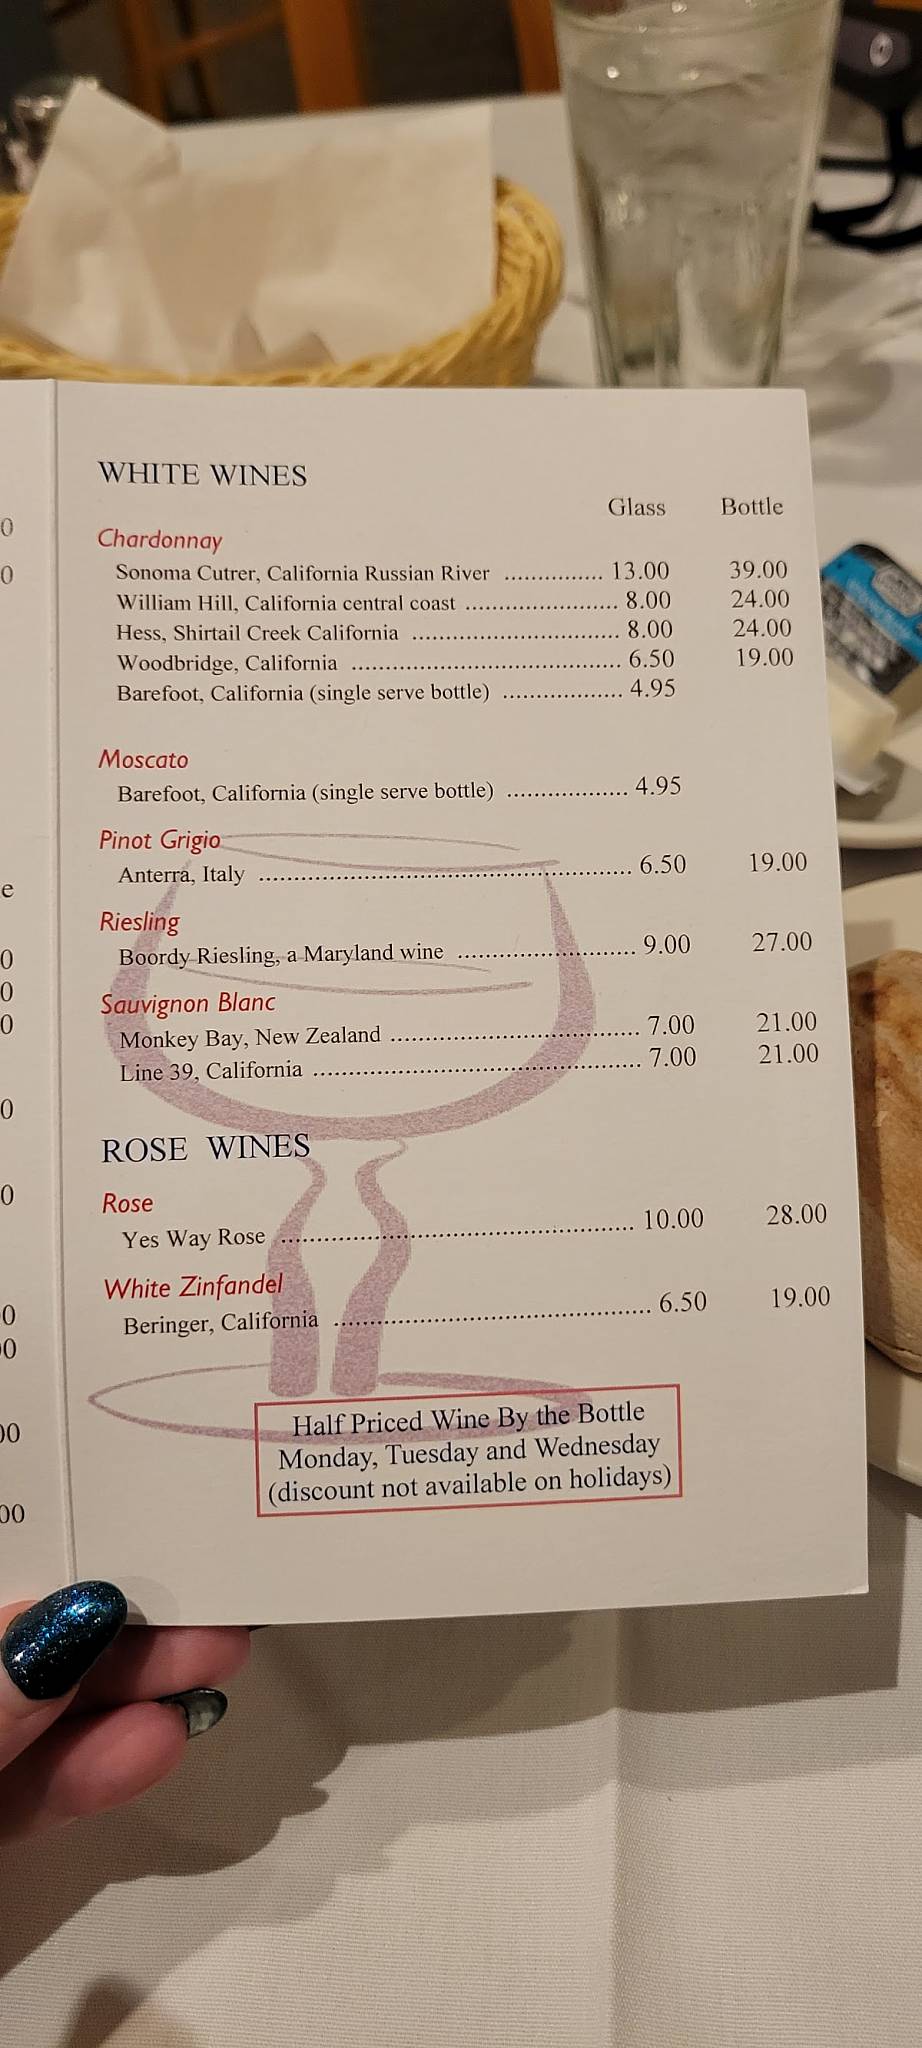 WHITE WINES
Glass Bottle
Chardonnay
Sonoma Cutrer, California Russian River ............... 13.00 39.00
William Hill, California central coast ....................... 8.00 24.00
Hess, Shirtail Creek California ............................... 8.00 24.00
Woodbridge, California ......................................... 6.50 19.00
Barefoot, California (single serve bottle) .................. 4.95
Moscato
Barefoot, California (single serve bottle) .................. 4.95
Pinot Grigio
Anterra, Italy ......................................................... 6.50 19.00
Riesling
Boordy Riesling, a Maryland wine ........................... 9.00 27.00
Sauvignon Blanc
Monkey Bay, New Zealand ...................................... 7.00 21.00
Line 39, California .................................................. 7.00 21.00
ROSE WINES
Rose
Yes Way Rose ..................................................... 10.00 28.00
White Zinfandel
Beringer, California ................................................ 6.50 19.00
Half Priced Wine By the Bottle
Monday, Tuesday and Wednesday
(discount not available on holidays)